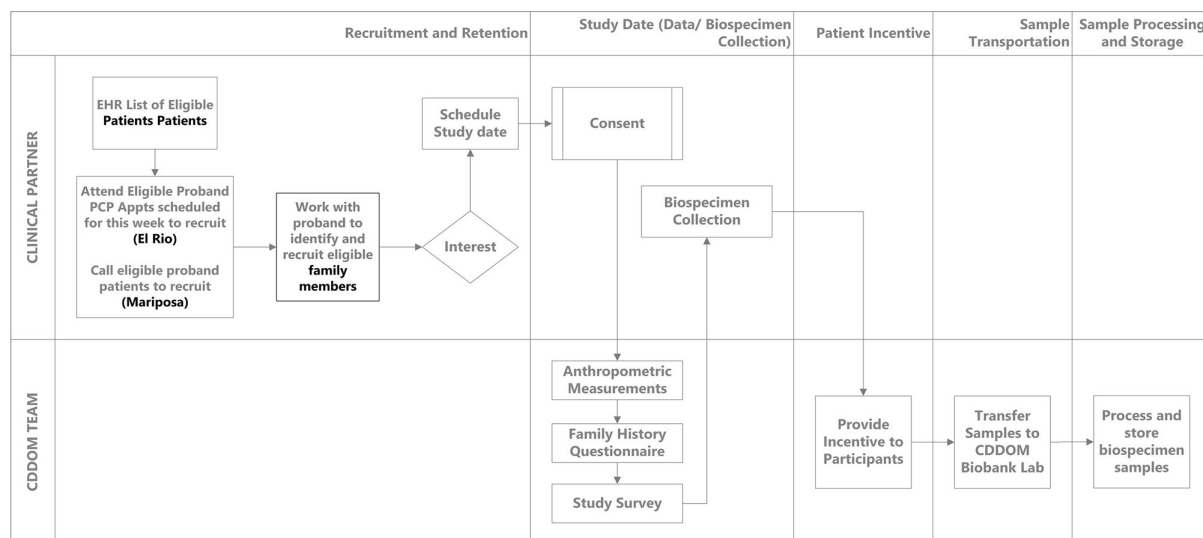 Recruitment and Retention
Study Date (Data/ Biospecimen
Collection)
Patient Incentive
Sample
Transportation
Sample Processing
and Storage
CLINICAL PARTNER
EHR List of Eligible
Patients Patients
Attend Eligible Proband
PCP Appts scheduled
for this week to recruit
(El Rio)
Call eligible proband
patients to recruit
(Mariposa)
Work with
proband to
identify and
recruit eligible
family
members
Interest
Schedule
Study date
Consent
Biospecimen
Collection
CDDOM TEAM
Anthropometric
Measurements
Family History
Questionnaire
Study Survey
Provide
Incentive to
Participants
Transfer
Samples to
CDDOM
Biobank Lab
Process and
store
biospecimen
samples